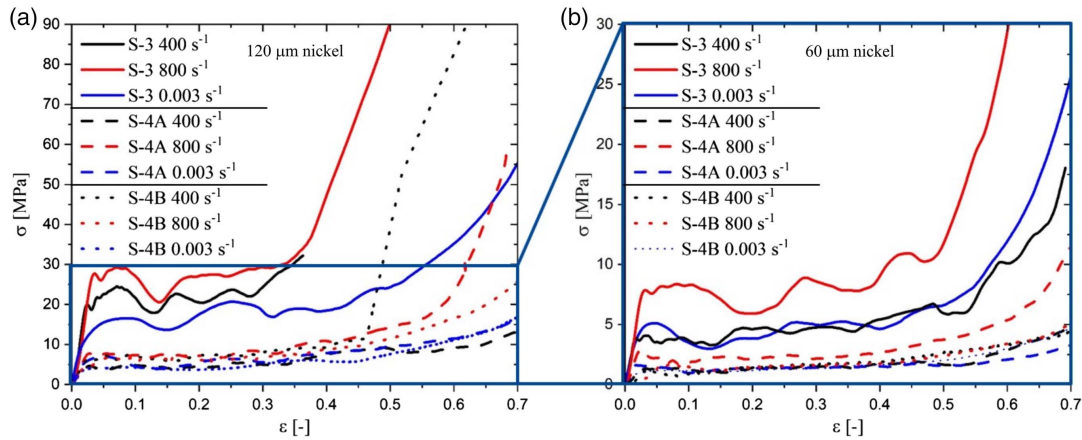 (a)
S-3 400 s⁻¹
S-3 800 s⁻¹
S-3 0.003 s⁻¹
S-4A 400 s⁻¹
S-4A 800 s⁻¹
S-4A 0.003 s⁻¹
S-4B 400 s⁻¹
S-4B 800 s⁻¹
S-4B 0.003 s⁻¹
120 μm nickel
σ [MPa]
90
80
70
60
50
40
30
20
10
0
0.0 0.1 0.2 0.3 0.4 0.5 0.6 0.7
ε [-]
(b)
S-3 400 s⁻¹
S-3 800 s⁻¹
S-3 0.003 s⁻¹
S-4A 400 s⁻¹
S-4A 800 s⁻¹
S-4A 0.003 s⁻¹
S-4B 400 s⁻¹
S-4B 800 s⁻¹
S-4B 0.003 s⁻¹
60 μm nickel
σ [MPa]
30
25
20
15
10
5
0
0.0 0.1 0.2 0.3 0.4 0.5 0.6 0.7
ε [-]